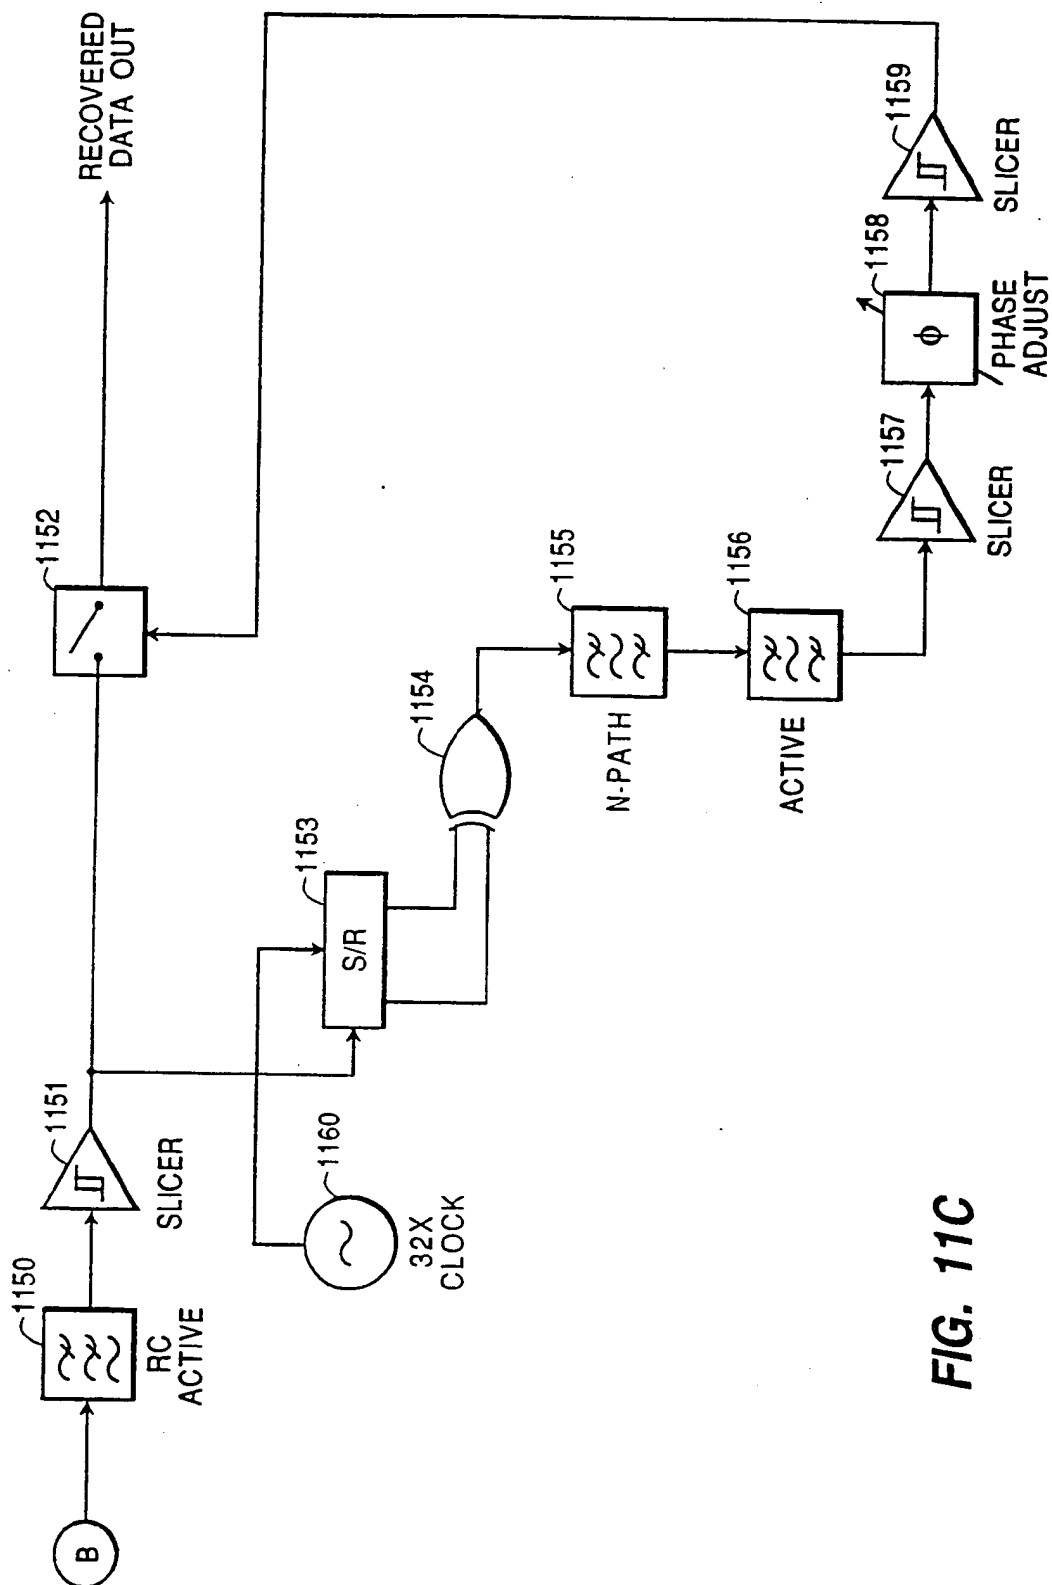 B
1150
RC
ACTIVE
1151
SLICER
1152
RECOVERED
DATA OUT
1160
32X
CLOCK
1153
S/R
1154
1155
N-PATH
1156
ACTIVE
1157
SLICER
1158
ϕ
PHASE
ADJUST
1159
SLICER
FIG. 11C